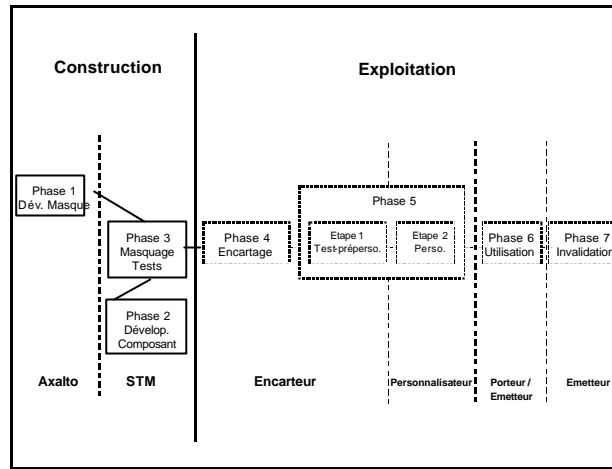 Construction
Exploitation
Phase 1
Dév. Masque
Phase 3
Masquage
Tests
Phase 2
Dévelop.
Composant
Phase 4
Encartage
Phase 5
Etape 1
Test-préperso.
Etape 2
Perso.
Phase 6
Utilisation
Phase 7
Invalidation
Axalto
STM
Encarteur
Personnalisateur
Porteur /
Emetteur
Emetteur